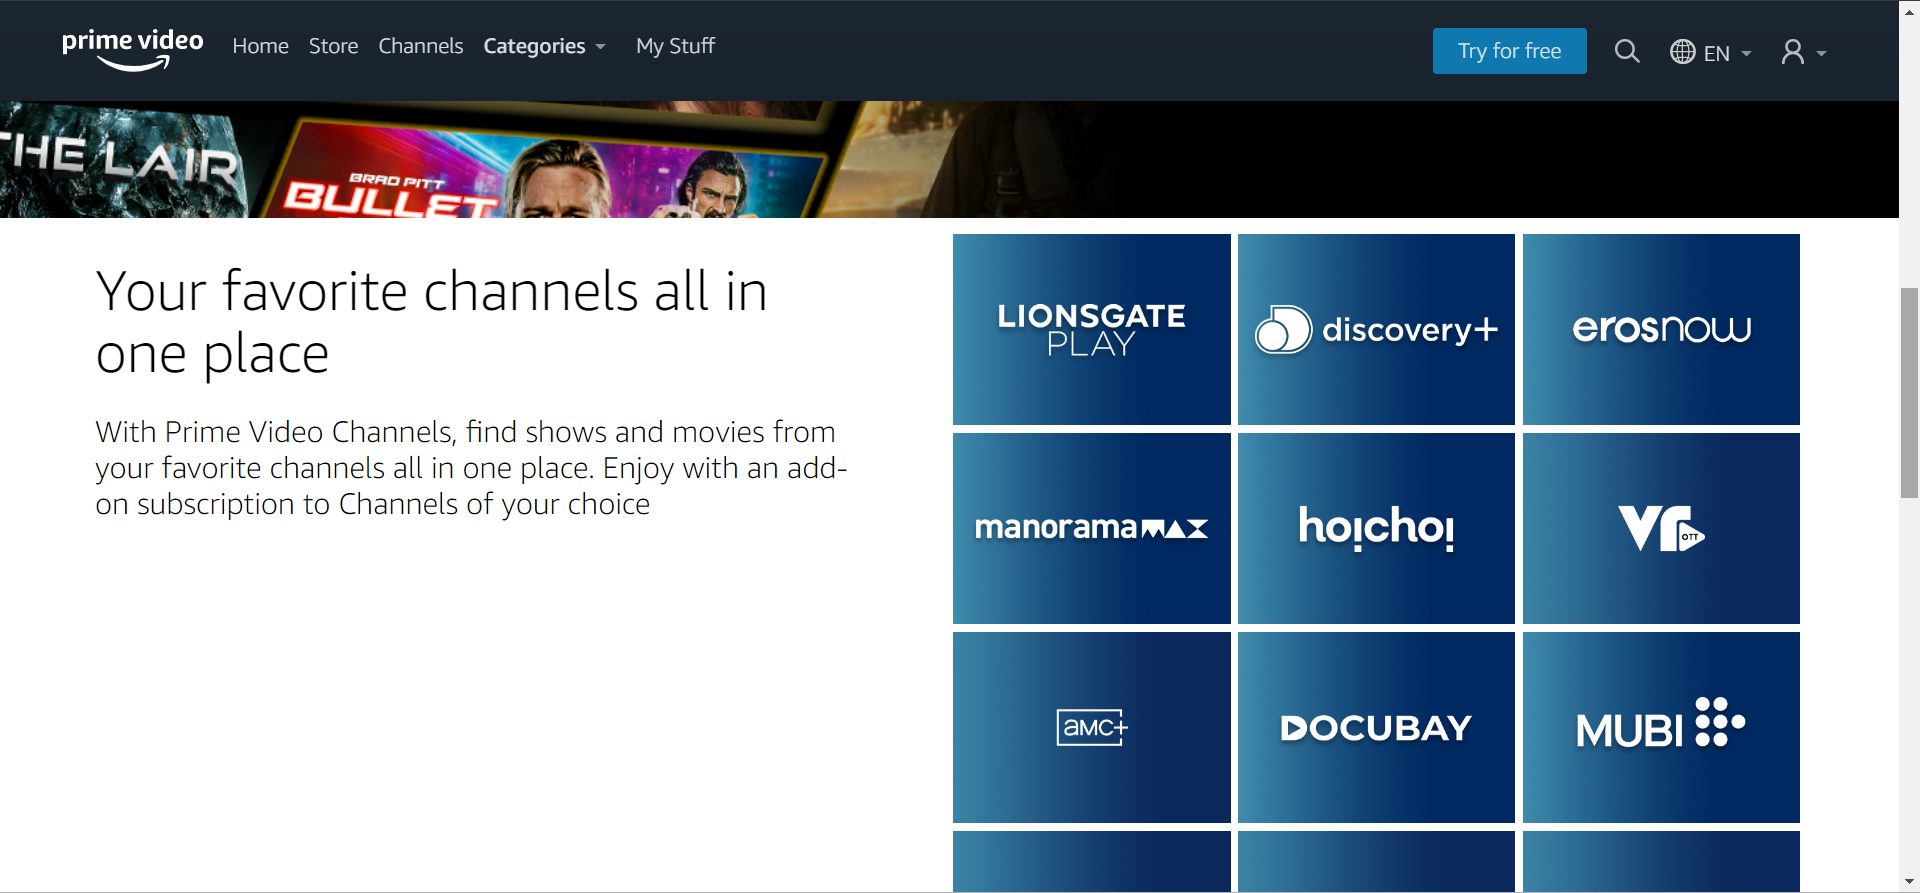 prime video
Home
Store
Channels
Categories
My Stuff
Try for free
EN
THE LAIR
BRAD PITT
BULLET
Your favorite channels all in
one place
With Prime Video Channels, find shows and movies from
your favorite channels all in one place. Enjoy with an add-
on subscription to Channels of your choice
LIONSGATE
PLAY
discovery+
erosnow
manoramaMAX
hoichoi
vr
OTT
aMC+
DOCUBAY
MUBI